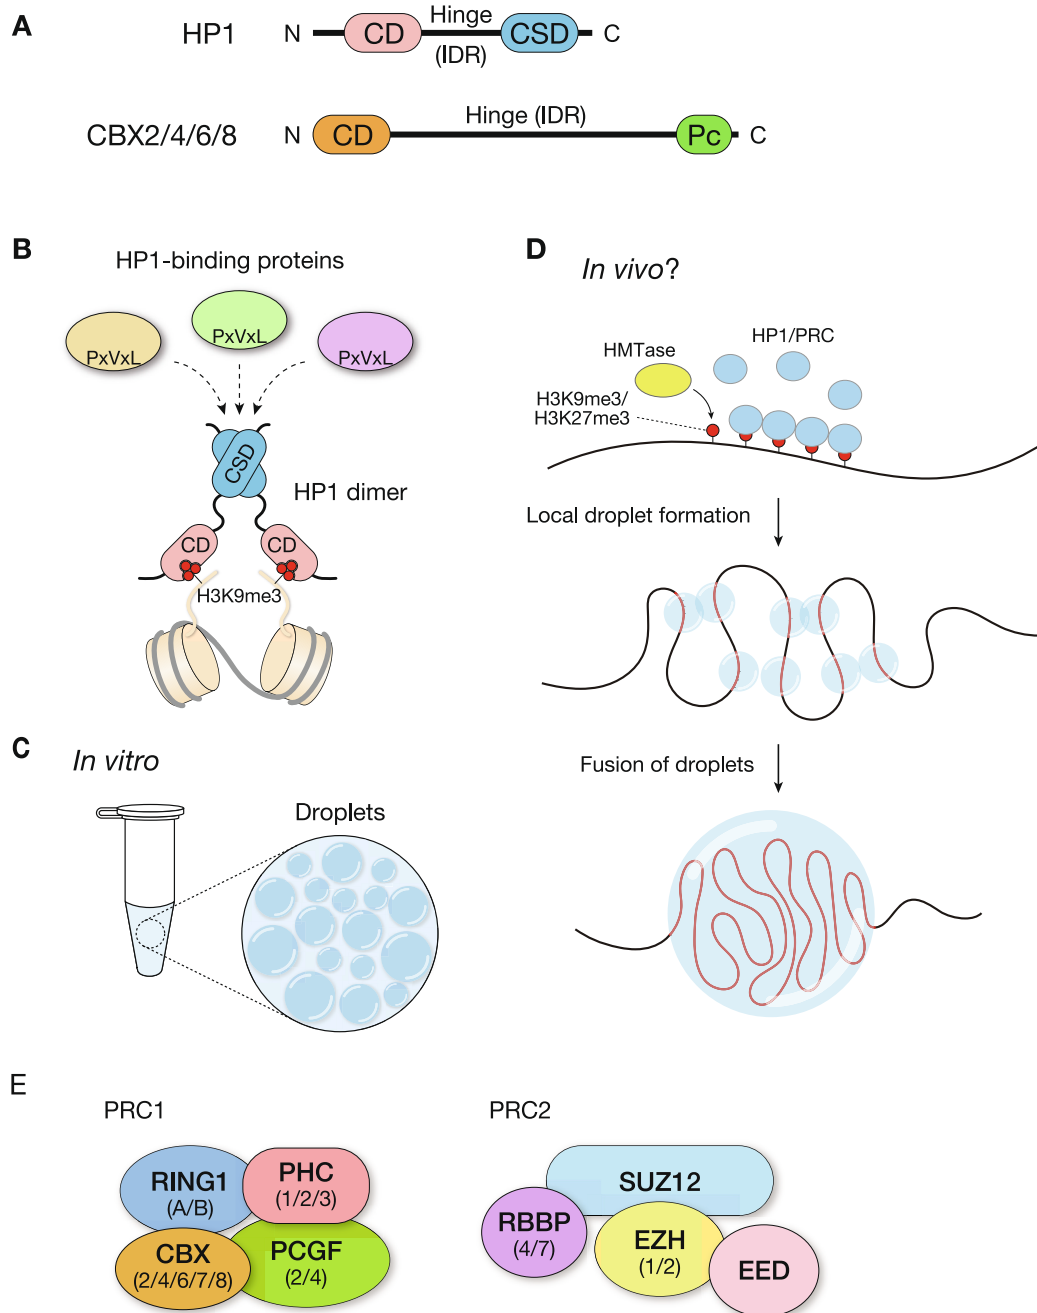 A
HP1
N
CD
Hinge
(IDR)
CSD
C
CBX2/4/6/8
N
CD
Hinge (IDR)
Pc
C
B
HP1-binding proteins
PxVxL
PxVxL
PxVxL
CSD
HP1 dimer
CD
CD
H3K9me3
C
In vitro
Droplets
D
In vivo?
HMTase
HP1/PRC
H3K9me3/
H3K27me3
Local droplet formation
Fusion of droplets
E
PRC1
RING1
(A/B)
PHC
(1/2/3)
CBX
(2/4/6/7/8)
PCGF
(2/4)
PRC2
SUZ12
RBBP
(4/7)
EZH
(1/2)
EED